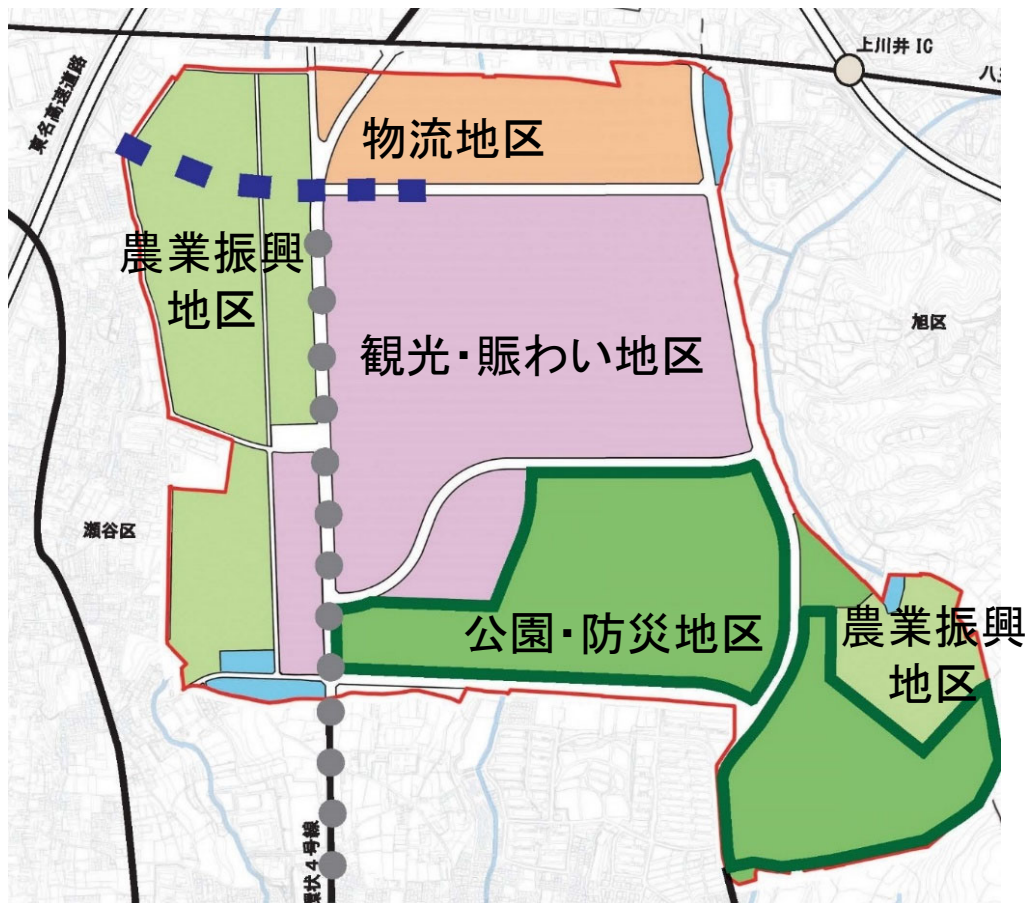 上川井 IC
八王
東名高速道路
物流地区
農業振興
地区
旭区
観光・賑わい地区
瀬谷区
公園・防災地区
農業振興
地区
環状4号線